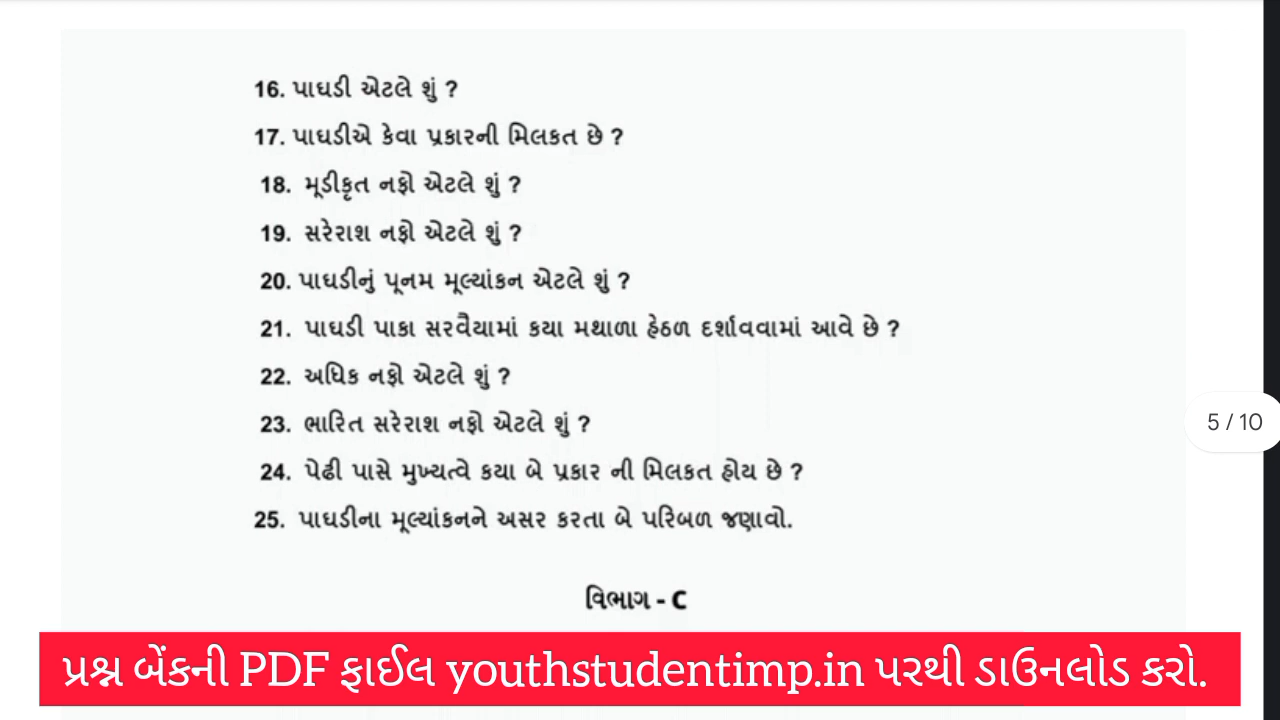 16. પાઘડી એટલે શું ?
17. પાઘડીએ કેવા પ્રકારની મિલકત છે ?
18. મૂડીકૃત નફો એટલે શું ?
19. સરેરાશ નફો એટલે શું ?
20. પાઘડીનું પૂનમ મૂલ્યાંકન એટલે શું ?
21. પાઘડી પાકા સરવૈયામાં કયા મથાળા હેઠળ દર્શાવવામાં આવે છે ?
22. અધિક નફો એટલે શું ?
23. ભારિત સરેરાશ નફો એટલે શું ?
24. પેઢી પાસે મુખ્યત્વે કયા બે પ્રકાર ની મિલકત હોય છે ?
25. પાઘડીના મૂલ્યાંકનને અસર કરતા બે પરિબળ જણાવો.
5 / 10
વિભાગ - C
પ્રશ્ન બેંકની PDF ફાઈલ youthstudentimp.in પરથી ડાઉનલોડ કરો.